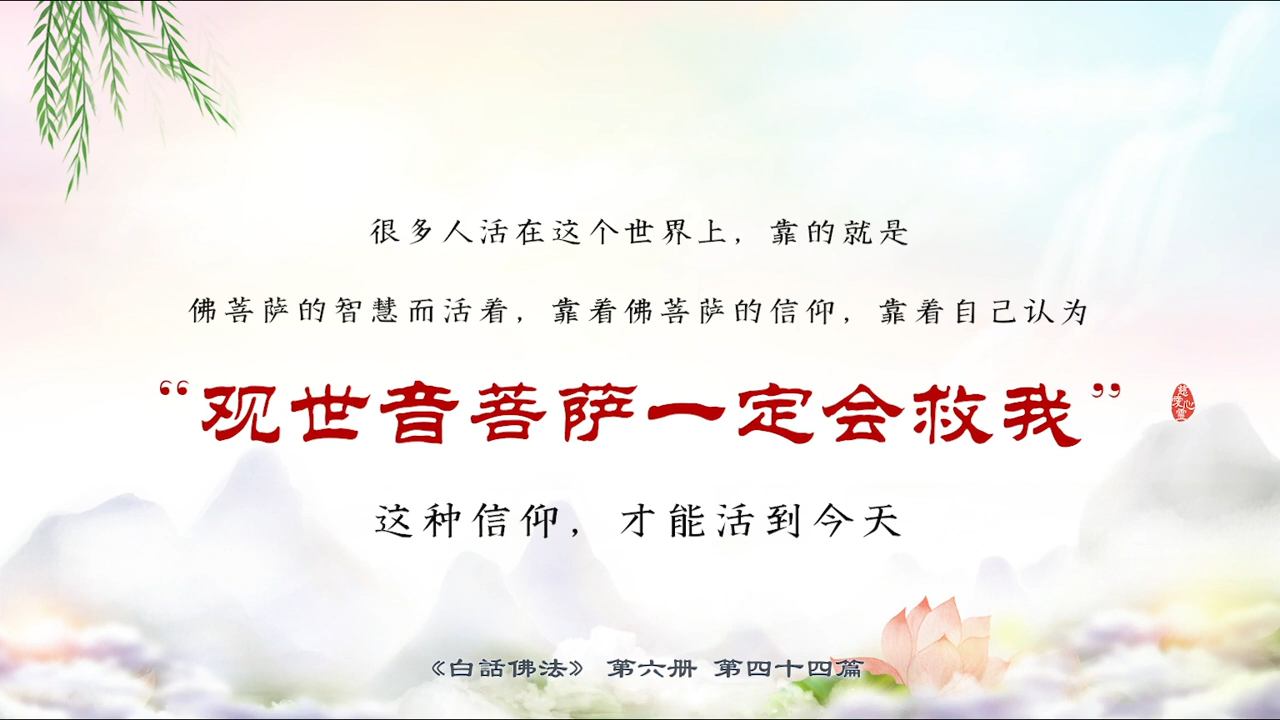 很多人活在这个世界上，靠的就是
佛菩萨的智慧而活着，靠着佛菩萨的信仰，靠着自己认为
“观世音菩萨一定会救我”
这种信仰，才能活到今天
《白話佛法》 第六册 第四十四篇